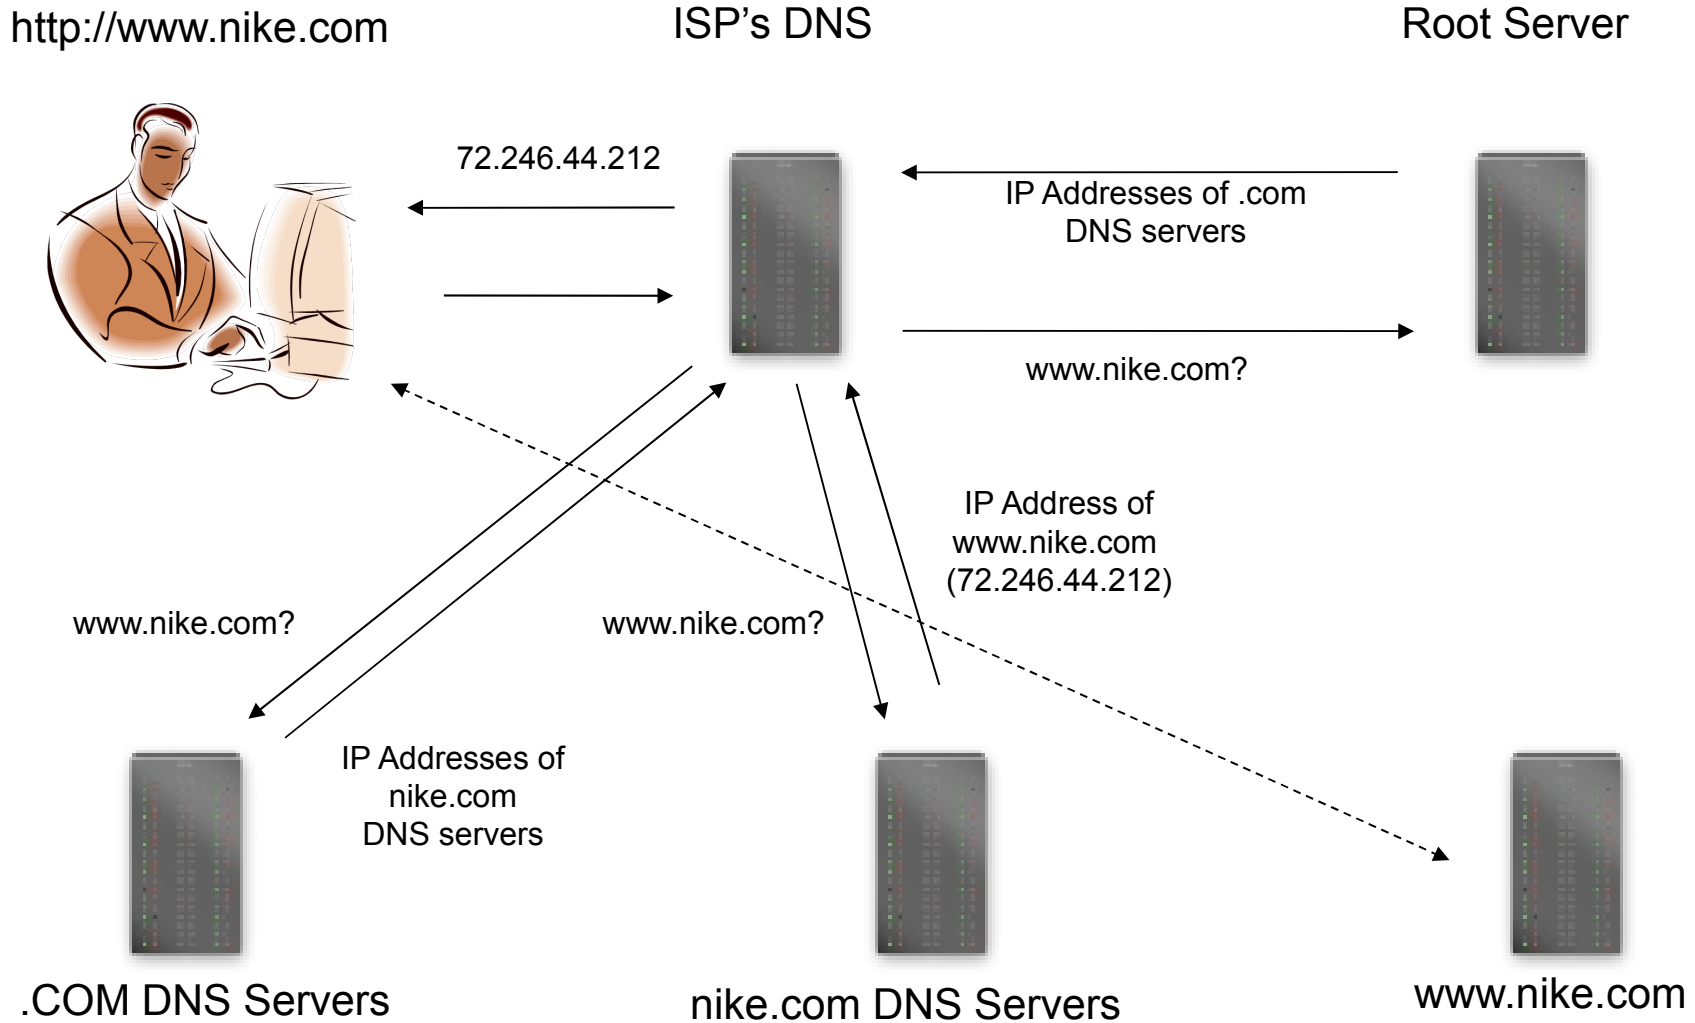 http://www.nike.com
ISP’s DNS
Root Server
72.246.44.212
IP Addresses of .com
DNS servers
www.nike.com?
IP Address of
www.nike.com
(72.246.44.212)
www.nike.com?
www.nike.com?
IP Addresses of
nike.com
DNS servers
.COM DNS Servers
nike.com DNS Servers
www.nike.com